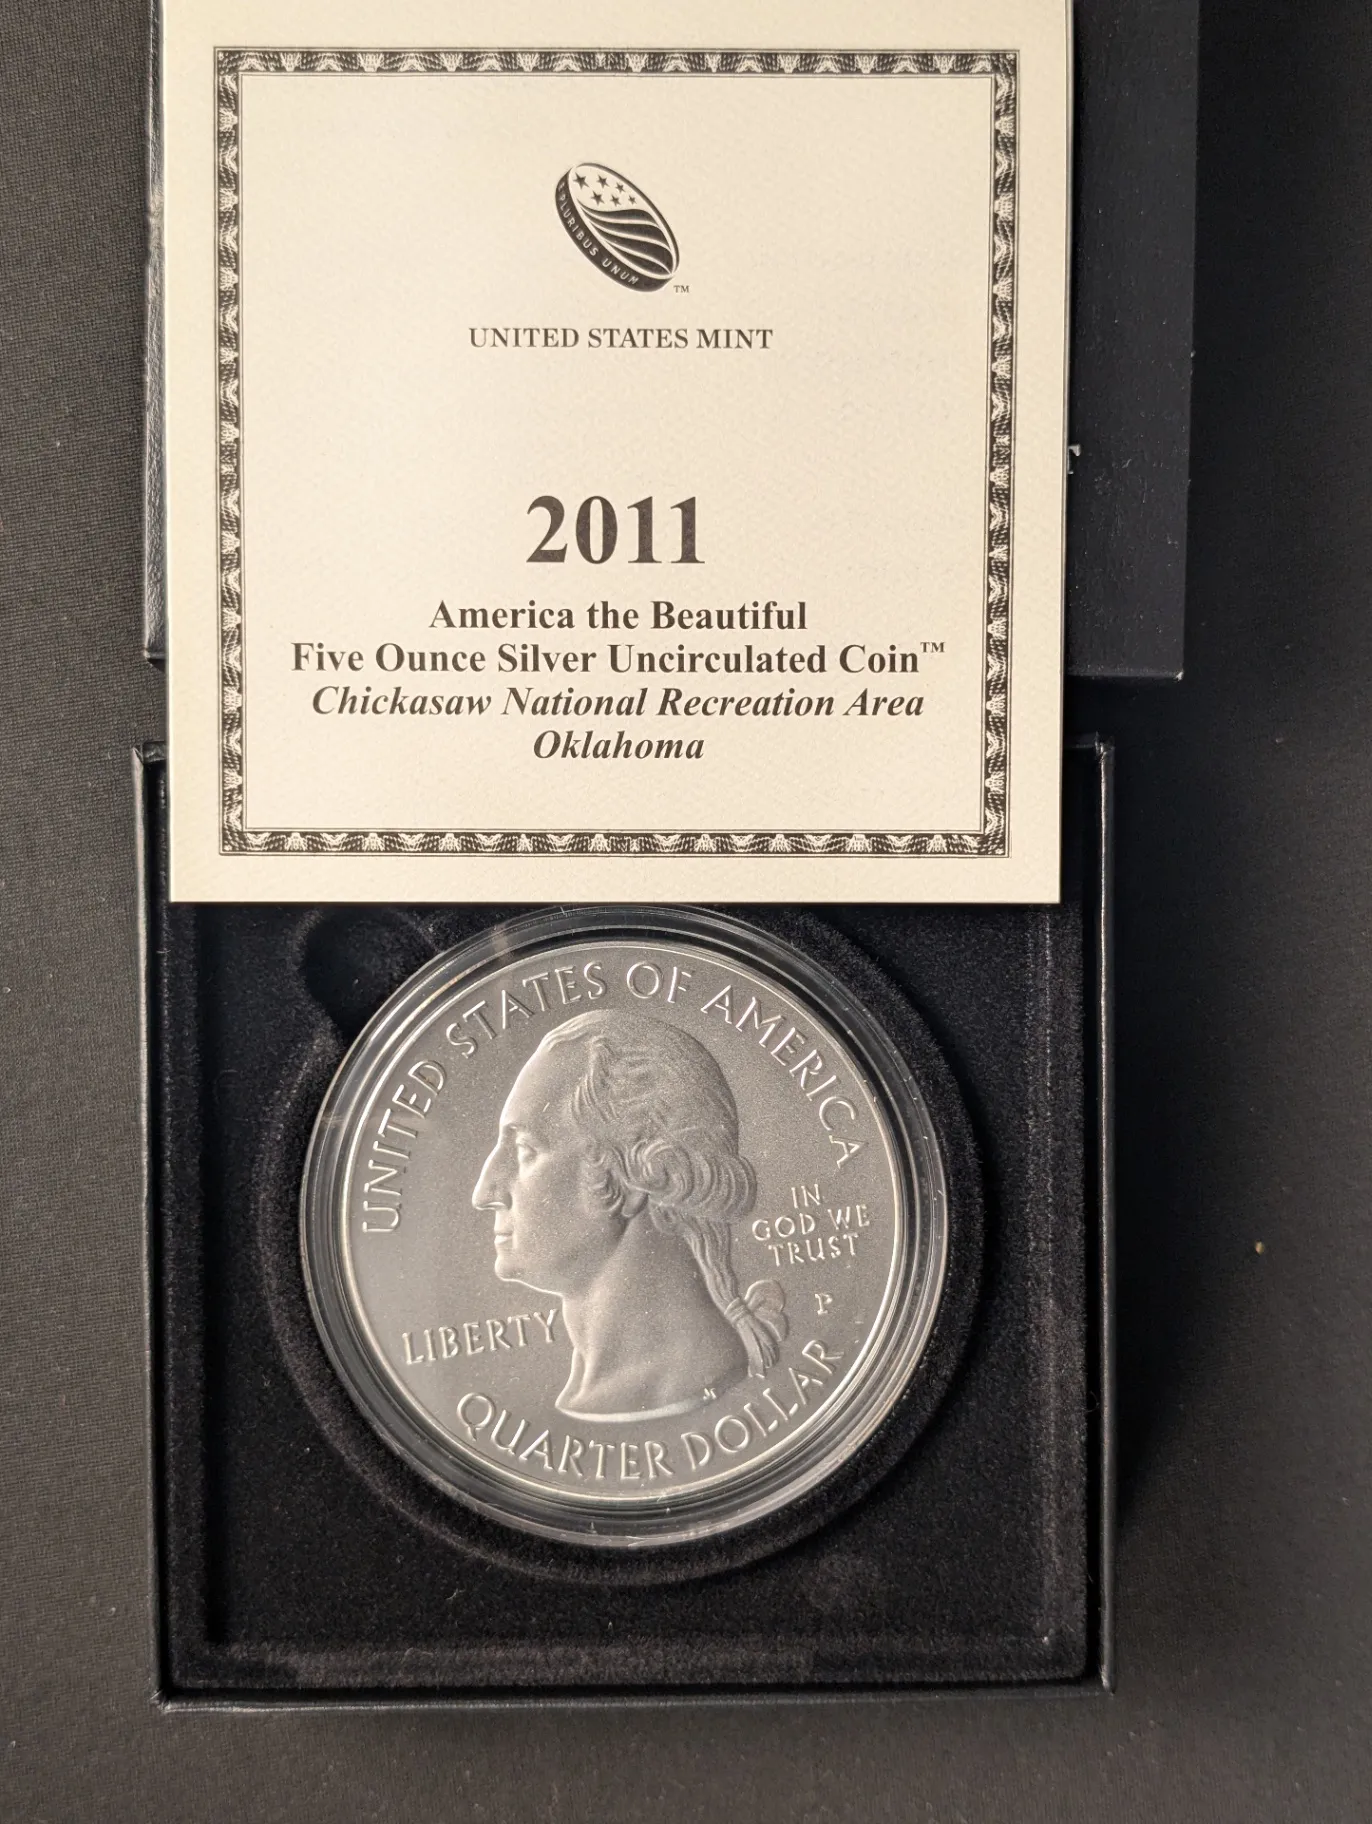 PLURIBUS UNUM
TM
UNITED STATES MINT
2011
America the Beautiful
Five Ounce Silver Uncirculated Coin™
Chickasaw National Recreation Area
Oklahoma
UNITED STATES OF AMERICA
IN
GOD WE
TRUST
P
LIBERTY
QUARTER DOLLAR